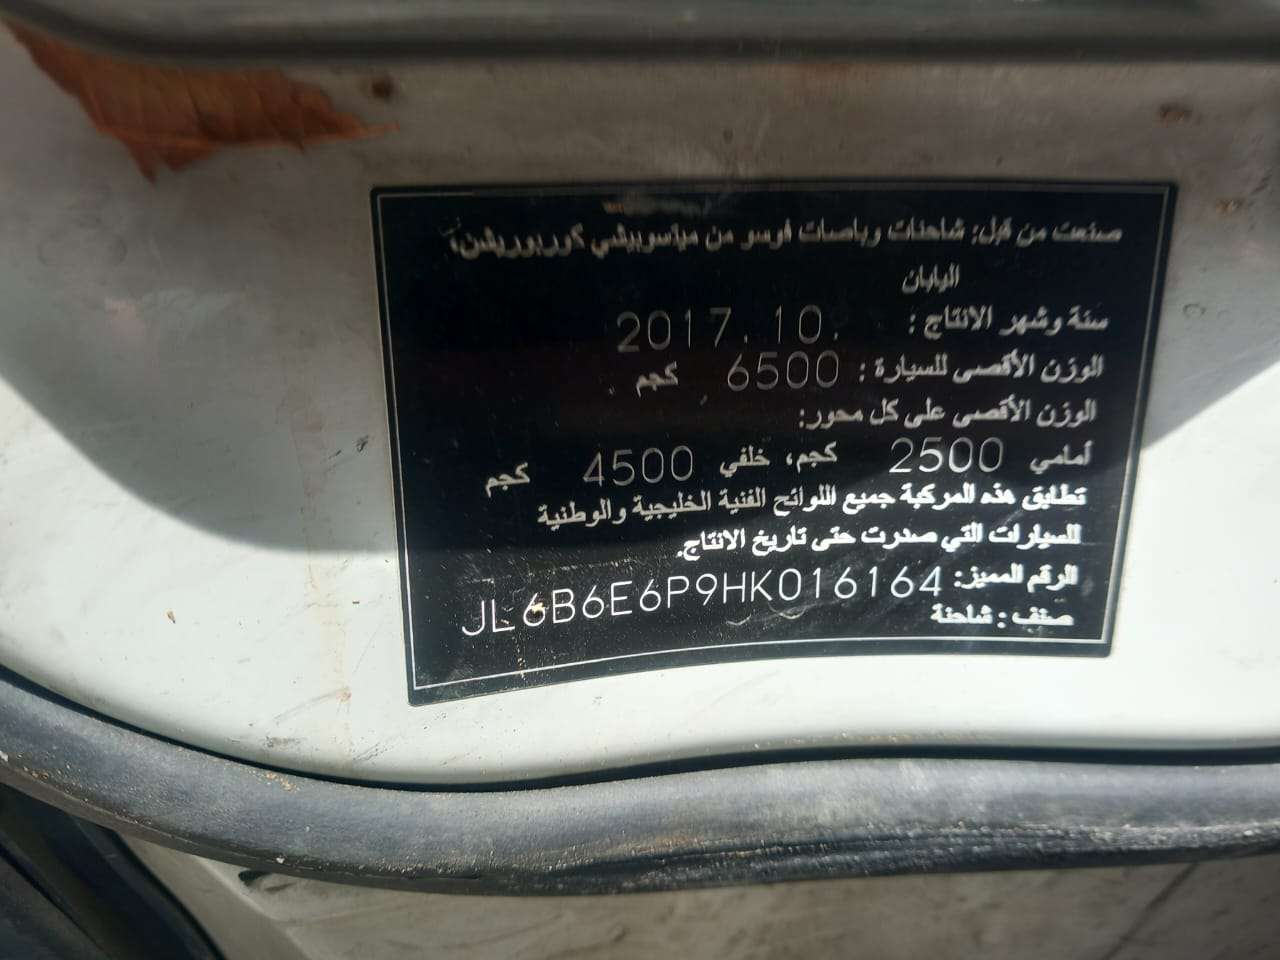 صنعت من قبل: شاحنات وباصات فوسو من ميتسوبيشي كوربوريشن،
اليابان
سنة وشهر الانتاج : 2017.10.
الوزن الأقصى للسيارة : 6500 كجم
الوزن الأقصى على كل محور:
أمامي 2500 كجم، خلفي 4500 كجم
تطابق هذه المركبة جميع اللوائح الفنية الخليجية والوطنية
للسيارات التي صدرت حتى تاريخ الانتاج.
الرقم المميز: JL6B6E6P9HK016164
صنف : شاحنة